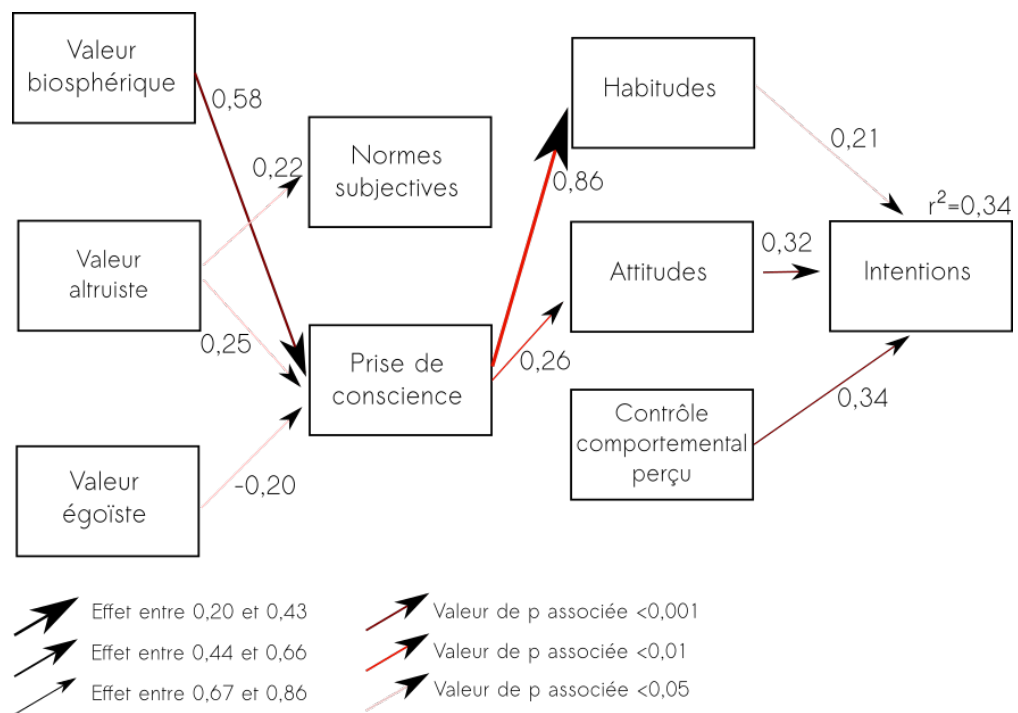 Valeur
biosphérique
0,58
Habitudes
Normes
subjectives
0,22
0,86
0,21
r²=0,34
Valeur
altruiste
Attitudes
0,32
Intentions
0,25
Prise de
conscience
0,26
Contrôle
comportemental
perçu
0,34
Valeur
égoïste
-0,20
Effet entre 0,20 et 0,43
Effet entre 0,44 et 0,66
Effet entre 0,67 et 0,86
Valeur de p associée <0,001
Valeur de p associée <0,01
Valeur de p associée <0,05